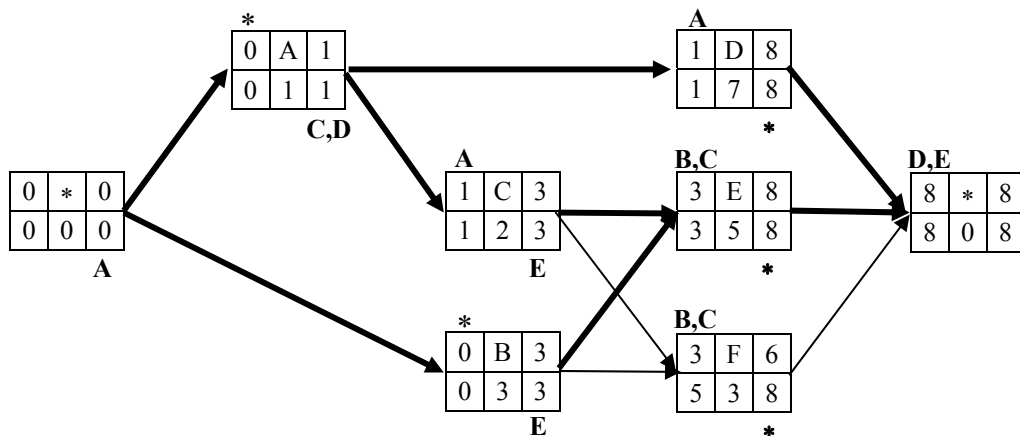 *
0 A 1
0 1 1
C,D
A
1 D 8
1 7 8
*
0 * 0
0 0 0
A
A
1 C 3
1 2 3
E
B,C
3 E 8
3 5 8
*
D,E
8 * 8
8 0 8
*
0 B 3
0 3 3
E
B,C
3 F 6
5 3 8
*